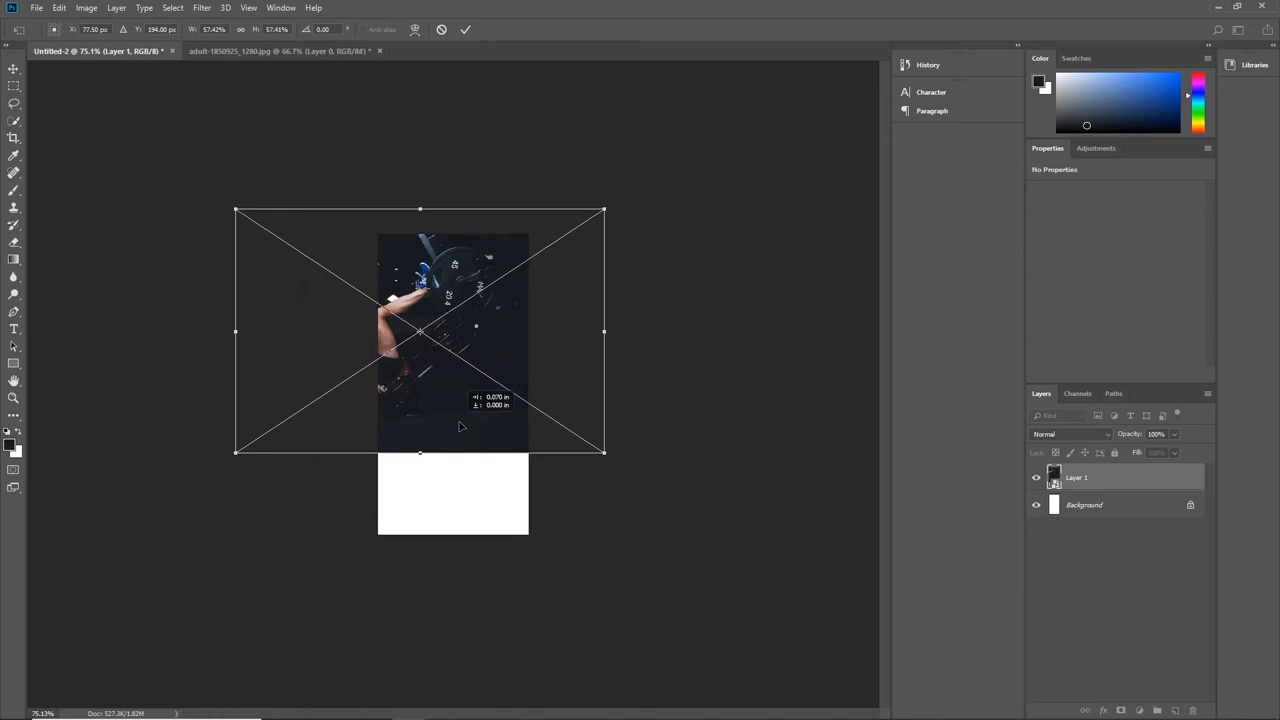 Ps File Edit Image Layer Type Select Filter 3D View Window Help
X: 77.50 px Y: 194.00 px W: 57.42% H: 57.41% 0.00 ° Anti-alias
Untitled-2 @ 75.1% (Layer 1, RGB/8) * × adult-1850925_1280.jpg @ 66.7% (Layer 0, RGB/8#) * ×
History
Character
Paragraph
Color Swatches
Libraries
Properties Adjustments
No Properties
45
20.4
0.070 in
0.000 in
Layers Channels Paths
Kind
Normal Opacity: 100%
Lock: Fill: 100%
Layer 1
Background
75.13% Doc: 527.3K/1.82M